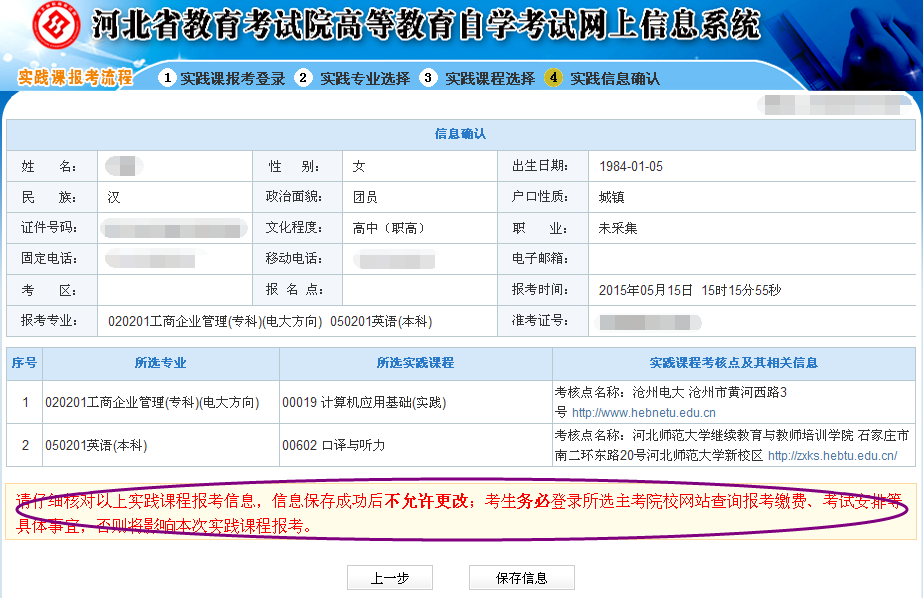 河北省教育考试院高等教育自学考试网上信息系统
实践课报考流程 1 实践课报考登录 2 实践专业选择 3 实践课程选择 4 实践信息确认
信息确认
姓 名： 性 别： 女 出生日期： 1984-01-05
民 族： 汉 政治面貌： 团员 户口性质： 城镇
证件号码： 文化程度： 高中（职高） 职 业： 未采集
固定电话： 移动电话： 电子邮箱：
考 区： 报 名 点： 报考时间： 2015年05月15日 15时15分55秒
报考专业： 020201工商企业管理(专科)(电大方向) 050201英语(本科) 准考证号：
序号 所选专业 所选实践课程 实践课程考核点及其相关信息
1 020201工商企业管理(专科)(电大方向) 00019 计算机应用基础(实践) 考核点名称：沧州电大 沧州市黄河西路3
号 http://www.hebnetu.edu.cn
2 050201英语(本科) 00602 口译与听力 考核点名称：河北师范大学继续教育与教师培训学院 石家庄市
南二环东路20号河北师范大学新校区 http://zxks.hebtu.edu.cn/
请仔细核对以上实践课程报考信息，信息保存成功后不允许更改；考生务必登录所选主考院校网站查询报考缴费、考试安排等
具体事宜，否则将影响本次实践课程报考。
上一步 保存信息